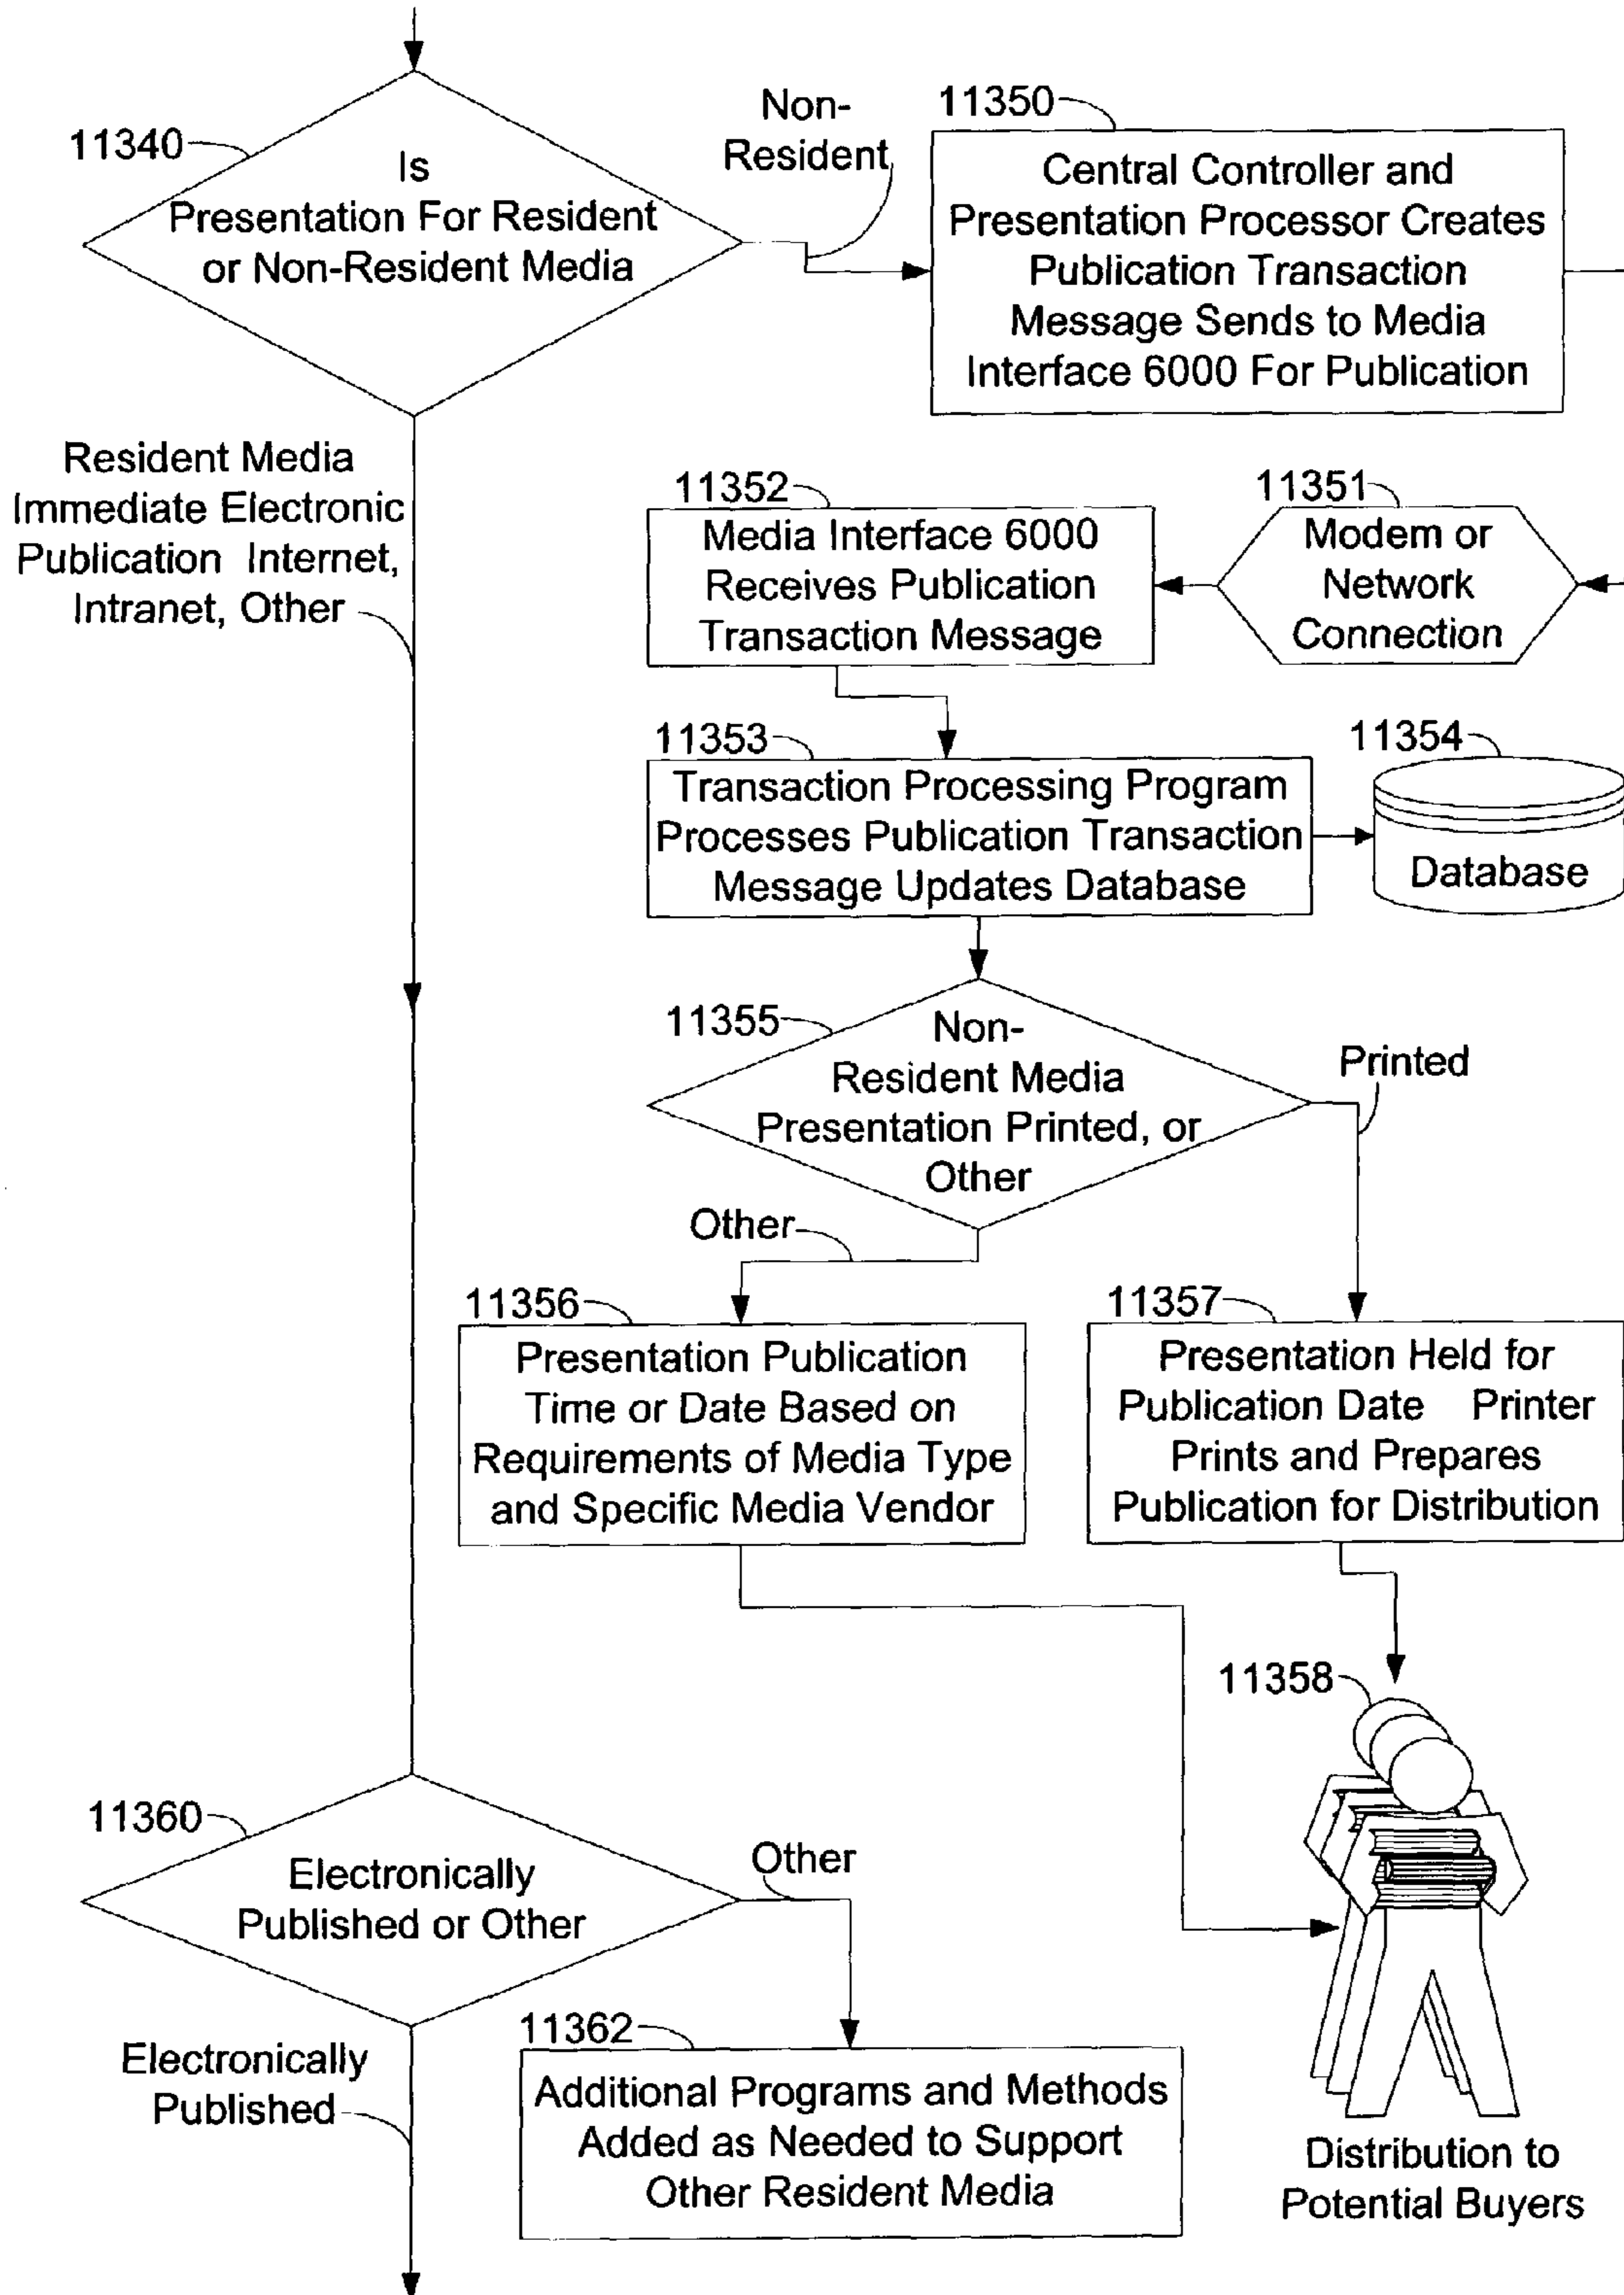 11340
Is
Presentation For Resident
or Non-Resident Media
Non-
Resident
11350
Central Controller and
Presentation Processor Creates
Publication Transaction
Message Sends to Media
Interface 6000 For Publication
Resident Media
Immediate Electronic
Publication Internet,
Intranet, Other
11352
Media Interface 6000
Receives Publication
Transaction Message
11351
Modem or
Network
Connection
11353
Transaction Processing Program
Processes Publication Transaction
Message Updates Database
11354
Database
11355
Non-
Resident Media
Presentation Printed, or
Other
Printed
Other
11356
Presentation Publication
Time or Date Based on
Requirements of Media Type
and Specific Media Vendor
11357
Presentation Held for
Publication Date Printer
Prints and Prepares
Publication for Distribution
11358
Distribution to
Potential Buyers
11360
Electronically
Published or Other
Other
Electronically
Published
11362
Additional Programs and Methods
Added as Needed to Support
Other Resident Media